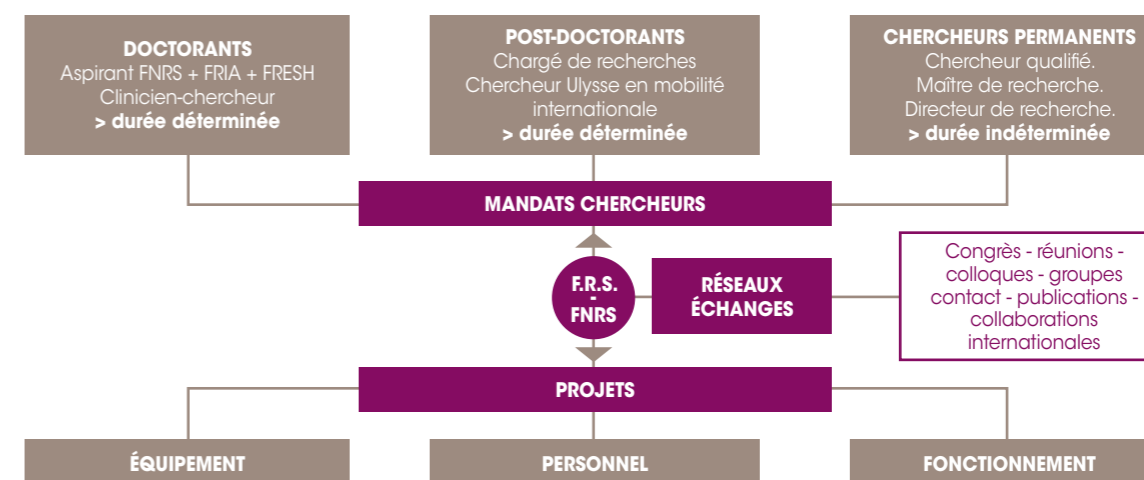 DOCTORANTS
Aspirant FNRS + FRIA + FRESH
Clinicien-chercheur
> durée déterminée
POST-DOCTORANTS
Chargé de recherches
Chercheur Ulysse en mobilité
internationale
> durée déterminée
CHERCHEURS PERMANENTS
Chercheur qualifié.
Maître de recherche.
Directeur de recherche.
> durée indéterminée
MANDATS CHERCHEURS
F.R.S.
-
FNRS
RÉSEAUX
ÉCHANGES
Congrès - réunions -
colloques - groupes
contact - publications -
collaborations
internationales
PROJETS
ÉQUIPEMENT
PERSONNEL
FONCTIONNEMENT